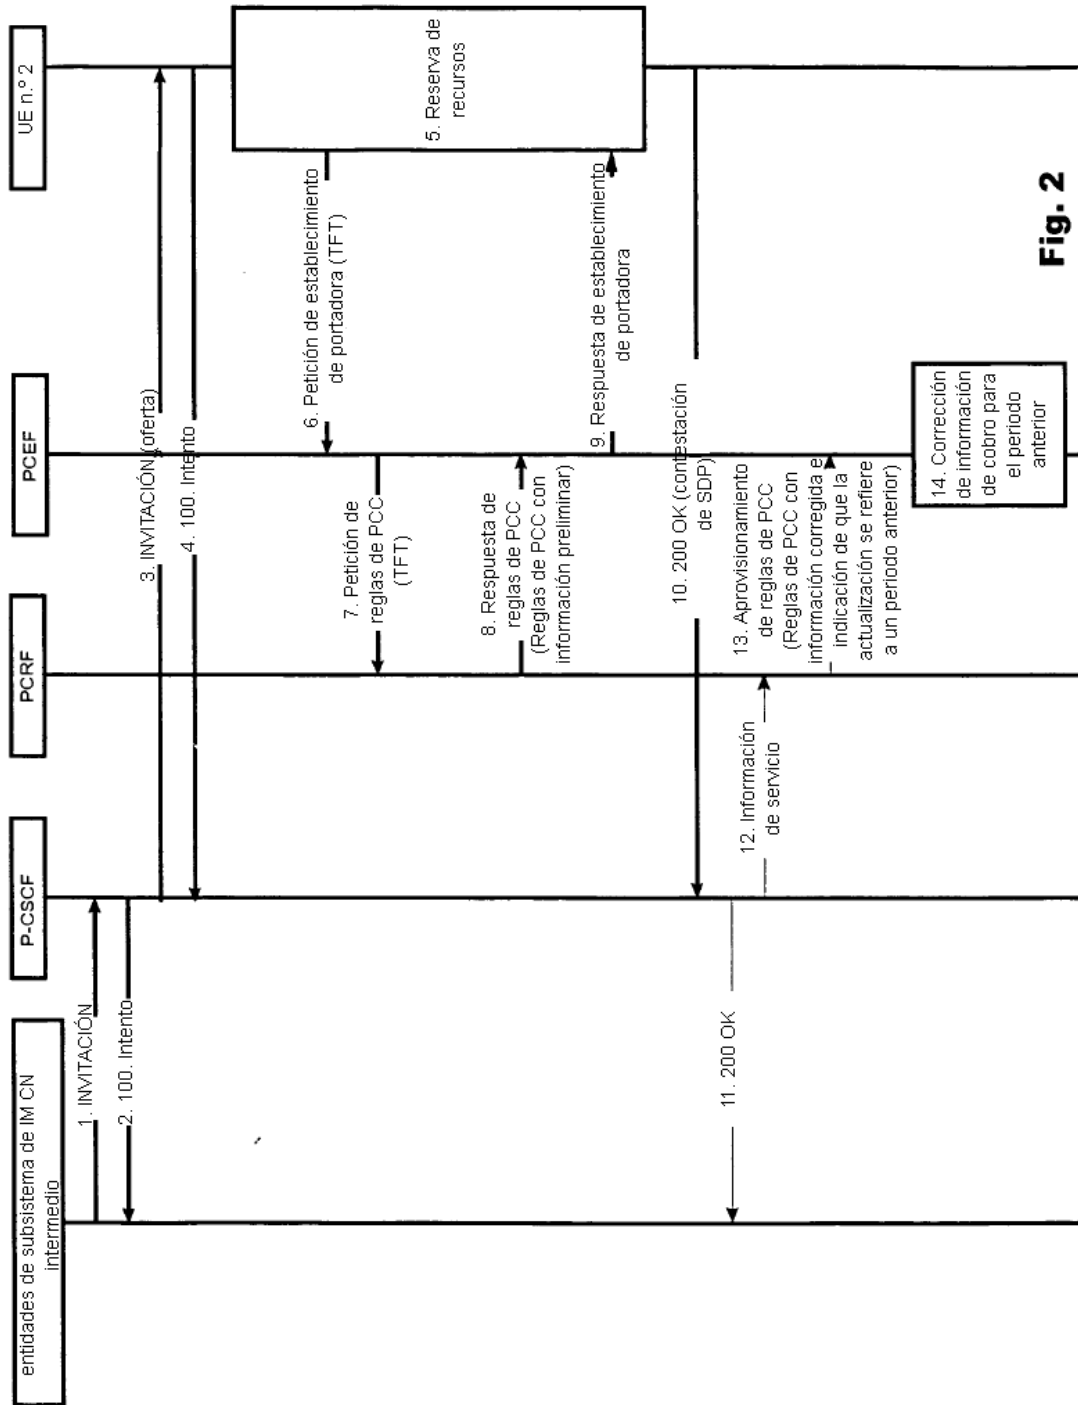 entidades de subsistema de IM CN
intermedio
P-CSCF
PCRF
PCEF
UE n.º 2
1. INVITACIÓN
2. 100. Intento
3. INVITACIÓN (oferta)
4. 100. Intento
5. Reserva de
recursos
6. Petición de establecimiento
de portadora (TFT)
7. Petición de
reglas de PCC
(TFT)
8. Respuesta de
reglas de PCC
(Reglas de PCC con
información preliminar)
9. Respuesta de establecimiento
de portadora
10. 200 OK (contestación
de SDP)
11. 200 OK
12. Información
de servicio
13. Aprovisionamiento
de reglas de PCC
(Reglas de PCC con
información corregida e
indicación de que la
actualización se refiere
a un periodo anterior)
14. Corrección
de información
de cobro para
el periodo
anterior
Fig. 2